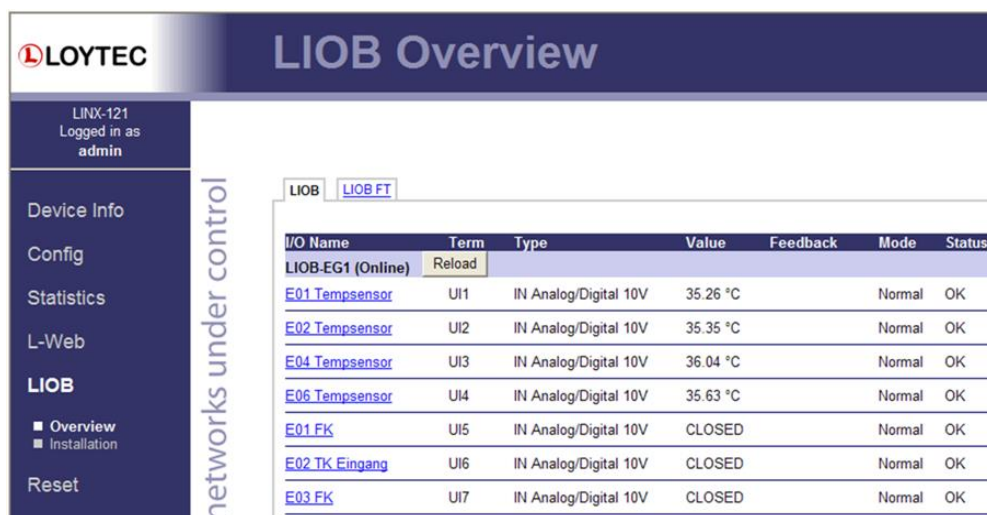 LOYTEC
LIOB Overview
LINX-121
Logged in as
admin
Device Info
Config
Statistics
L-Web
LIOB
Overview
Installation
Reset
networks under control
LIOB LIOB FT
I/O Name Term Type Value Feedback Mode Status
LIOB-EG1 (Online) Reload
E01 Tempsensor UI1 IN Analog/Digital 10V 35.26 °C Normal OK
E02 Tempsensor UI2 IN Analog/Digital 10V 35.35 °C Normal OK
E04 Tempsensor UI3 IN Analog/Digital 10V 36.04 °C Normal OK
E06 Tempsensor UI4 IN Analog/Digital 10V 35.63 °C Normal OK
E01 FK UI5 IN Analog/Digital 10V CLOSED Normal OK
E02 TK Eingang UI6 IN Analog/Digital 10V CLOSED Normal OK
E03 FK UI7 IN Analog/Digital 10V CLOSED Normal OK